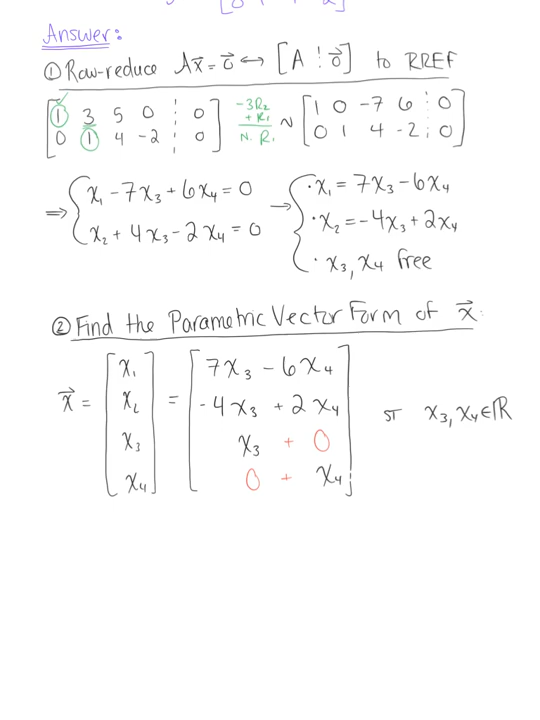 Answer:
① Row-reduce Ax⃗ = 0⃗ ↔ [A ¦ 0⃗] to RREF
[1 3 5 0 ¦ 0] -3R₂ + R₁ ~ [1 0 -7 6 ¦ 0]
[0 1 4 -2 ¦ 0] N. R₁ [0 1 4 -2 ¦ 0]
⇒ { x₁ - 7x₃ + 6x₄ = 0 → { · x₁ = 7x₃ - 6x₄
x₂ + 4x₃ - 2x₄ = 0 · x₂ = -4x₃ + 2x₄
· x₃, x₄ free
② Find the Parametric Vector Form of x⃗:
x⃗ = [x₁] = [7x₃ - 6x₄]
[x₂] [-4x₃ + 2x₄] st x₃, x₄ ∈ ℝ
[x₃] [x₃ + 0]
[x₄] [0 + x₄]